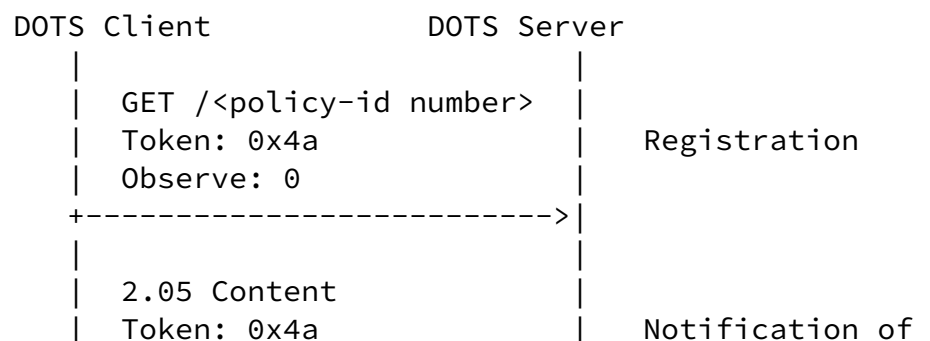 DOTS Client                DOTS Server
   |                            |
   |  GET /<policy-id number>   |
   |  Token: 0x4a               |   Registration
   |  Observe: 0                |
   +--------------------------->|
   |                            |
   |  2.05 Content              |
   |  Token: 0x4a               |   Notification of